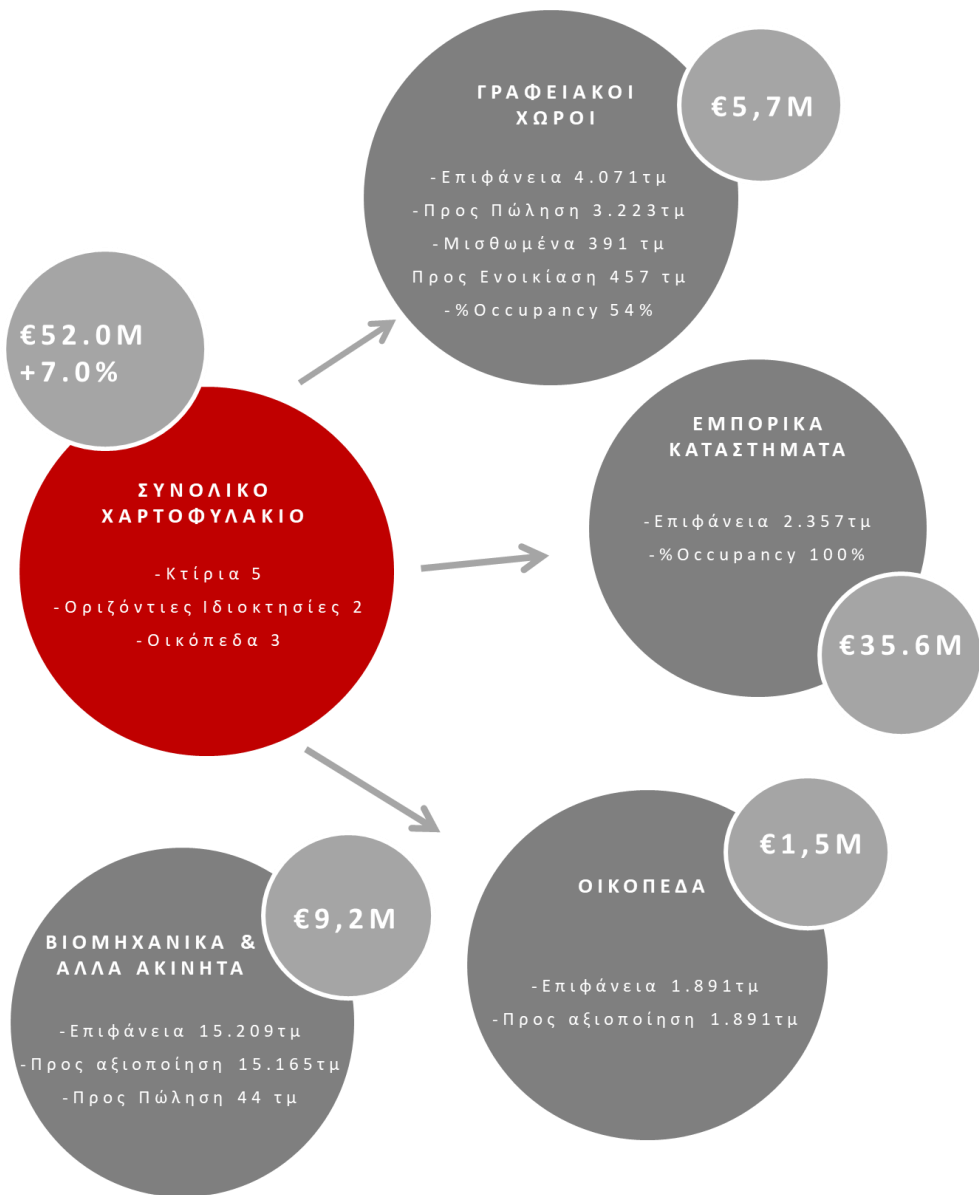 ΓΡΑΦΕΙΑΚΟΙ
ΧΩΡΟΙ
-Επιφάνεια 4.071τμ
-Προς Πώληση 3.223τμ
-Μισθωμένα 391 τμ
Προς Ενοικίαση 457 τμ
-%Occupancy 54%
€5,7M
€52.0M
+7.0%
ΣΥΝΟΛΙΚΟ
ΧΑΡΤΟΦΥΛΑΚΙΟ
-Κτίρια 5
-Οριζόντιες Ιδιοκτησίες 2
-Οικόπεδα 3
ΕΜΠΟΡΙΚΑ
ΚΑΤΑΣΤΗΜΑΤΑ
-Επιφάνεια 2.357τμ
-%Occupancy 100%
€35.6M
ΟΙΚΟΠΕΔΑ
-Επιφάνεια 1.891τμ
-Προς αξιοποίηση 1.891τμ
€1,5M
ΒΙΟΜΗΧΑΝΙΚΑ &
ΑΛΛΑ ΑΚΙΝΗΤΑ
-Επιφάνεια 15.209τμ
-Προς αξιοποίηση 15.165τμ
-Προς Πώληση 44 τμ
€9,2M